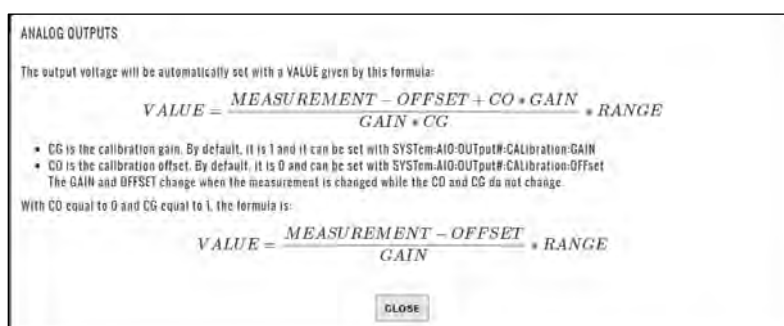 ANALOG OUTPUTS
The output voltage will be automatically set with a VALUE given by this formula:
VALUE = (MEASUREMENT − OFFSET + CO * GAIN) / (GAIN * CG) * RANGE
• CG is the calibration gain. By default, it is 1 and it can be set with SYSTem:AIO:OUTput#:CALibration:GAIN
• CO is the calibration offset. By default, it is 0 and can be set with SYSTem:AIO:OUTput#:CALibration:OFFset
The GAIN and OFFSET change when the measurement is changed while the CO and CG do not change.
With CO equal to 0 and CG equal to 1, the formula is:
VALUE = (MEASUREMENT − OFFSET) / GAIN * RANGE
CLOSE